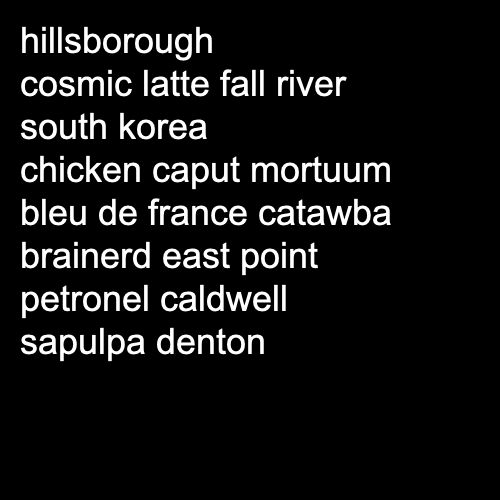 hillsborough
cosmic latte fall river
south korea
chicken caput mortuum
bleu de france catawba
brainerd east point
petronel caldwell
sapulpa denton